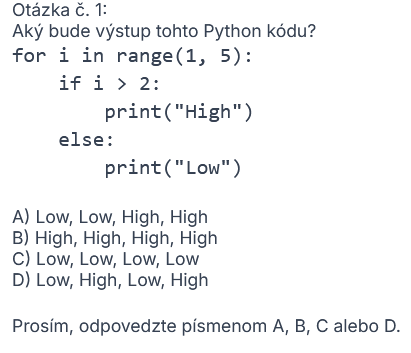 Otázka č. 1:
Aký bude výstup tohto Python kódu?
for i in range(1, 5):
    if i > 2:
        print("High")
    else:
        print("Low")
A) Low, Low, High, High
B) High, High, High, High
C) Low, Low, Low, Low
D) Low, High, Low, High
Prosím, odpovedzte písmenom A, B, C alebo D.